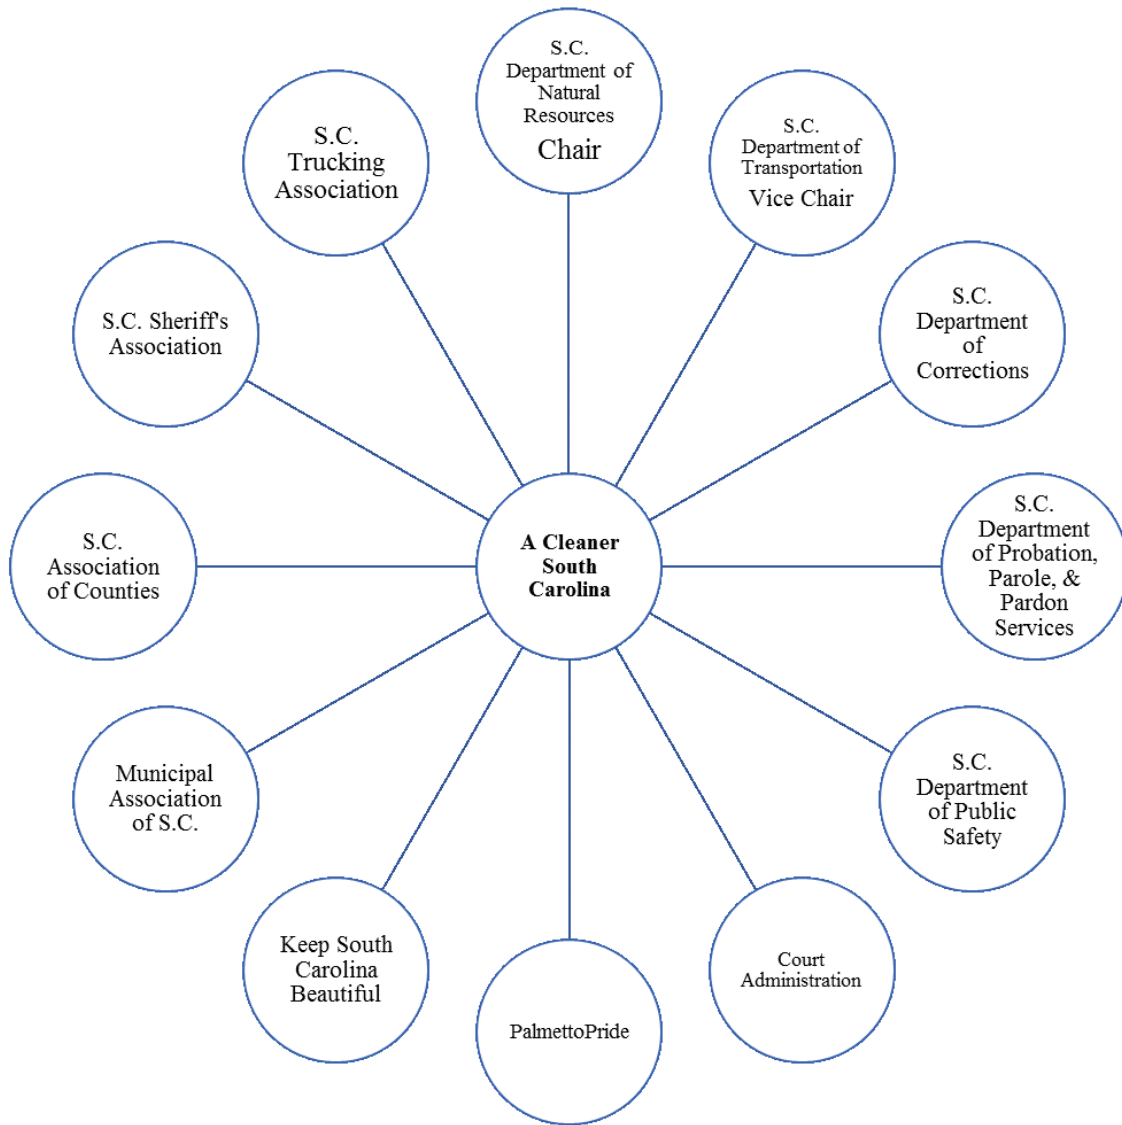 S.C.
Department of
Natural
Resources
Chair
S.C.
Department of
Transportation
Vice Chair
S.C.
Department
of
Corrections
S.C.
Department
of Probation,
Parole, &
Pardon
Services
S.C.
Department
of Public
Safety
Court
Administration
PalmettoPride
Keep South
Carolina
Beautiful
Municipal
Association
of S.C.
S.C.
Association
of Counties
S.C. Sheriff's
Association
S.C.
Trucking
Association
A Cleaner
South
Carolina